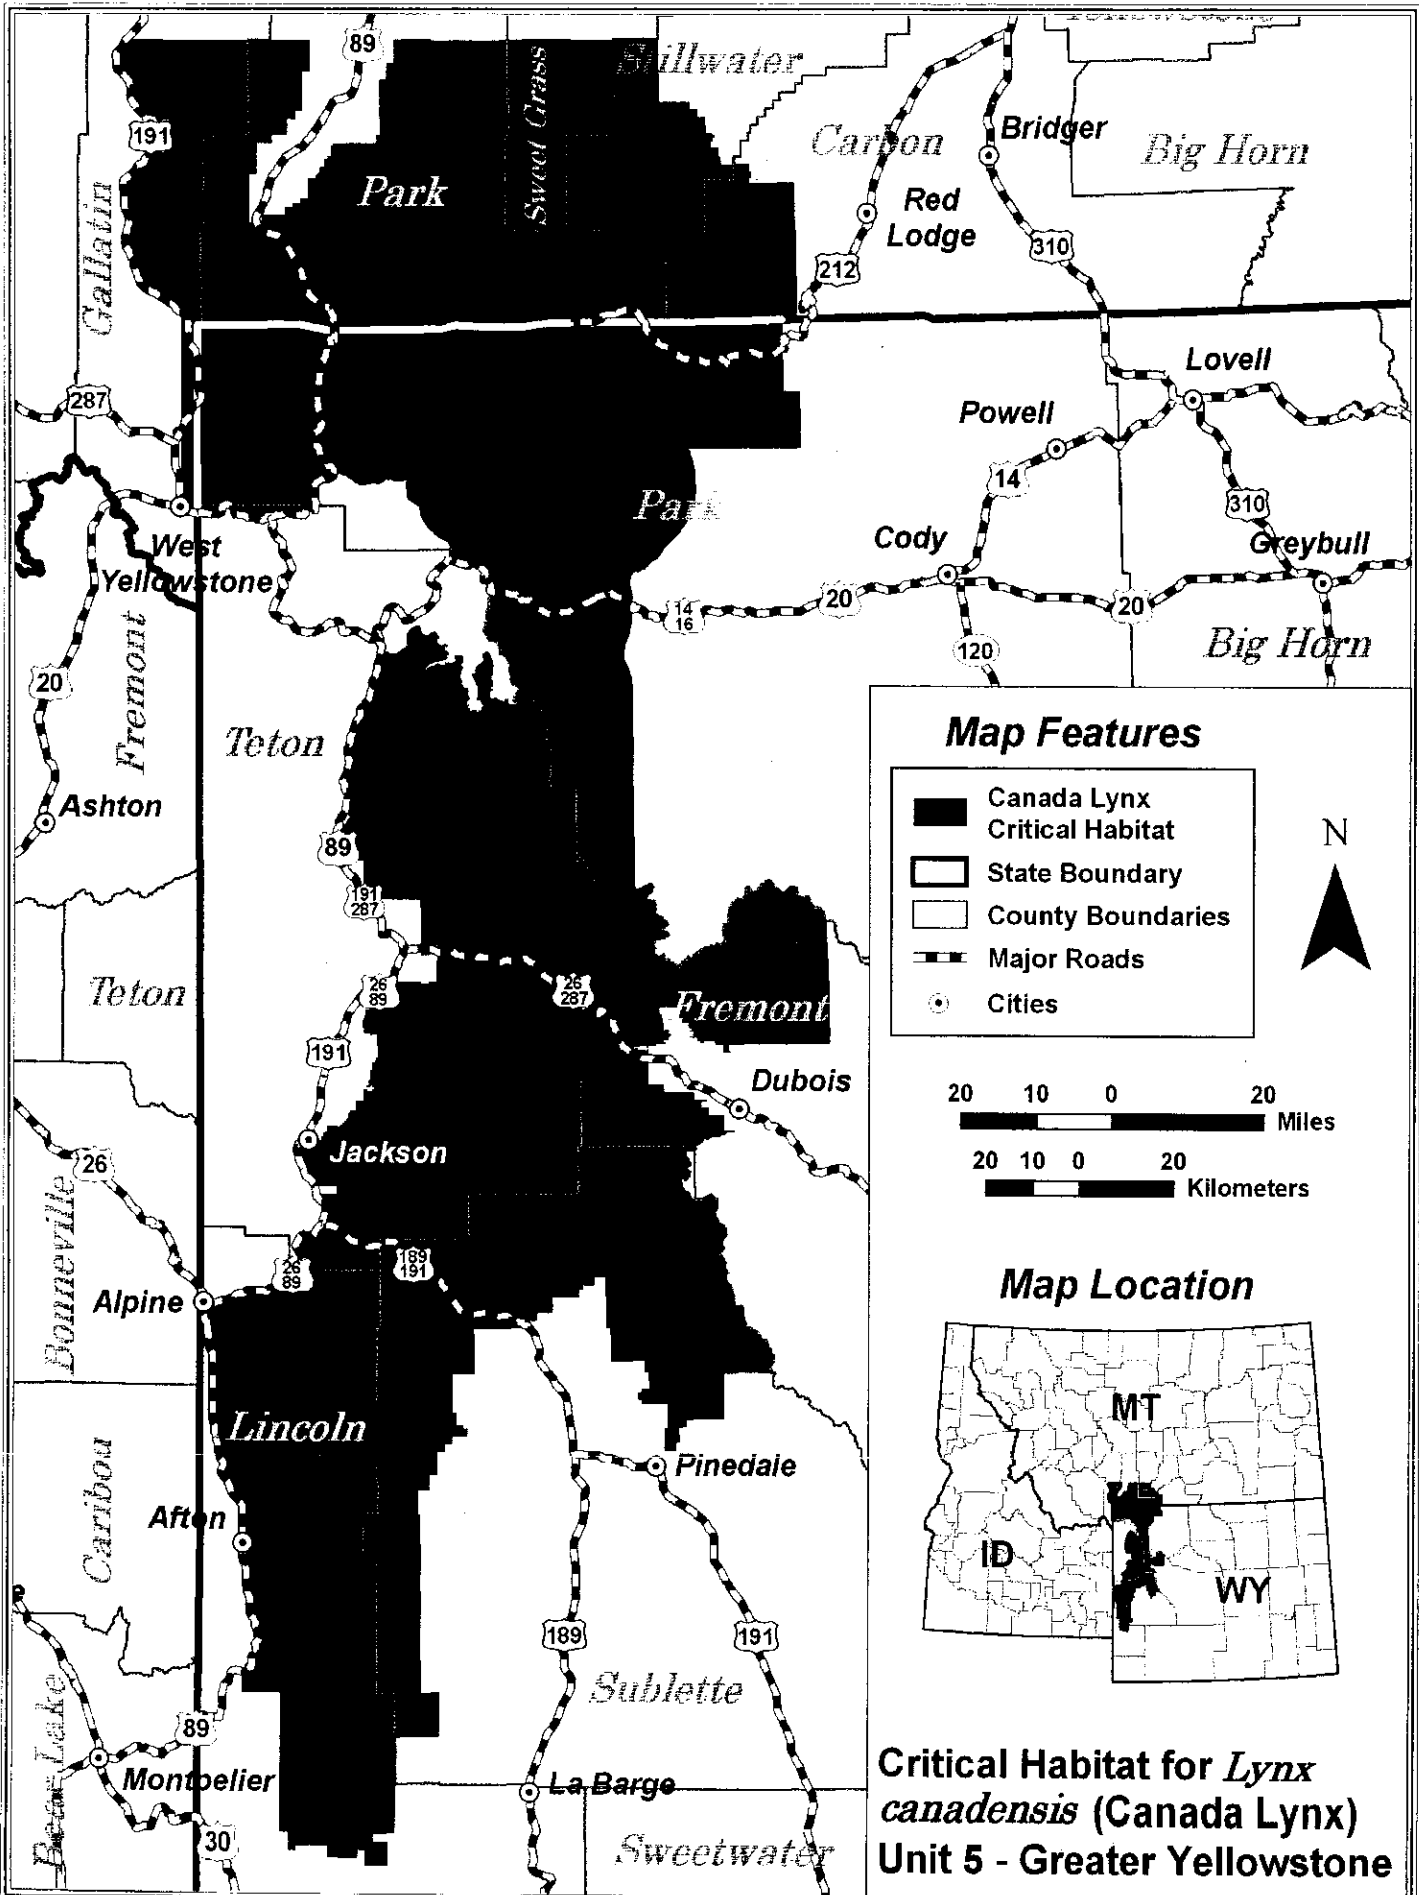 89
Stillwater
Sweet Grass
191
Carbon
Bridger
Big Horn
Park
Gallatin
Red
Lodge
310
212
Lovell
287
Powell
14
Park
310
Cody
Greybull
West
Yellowstone
20
14
16
20
Big Horn
120
Fremont
20
Teton
Ashton
89
191
287
Teton
26
89
26
287
Fremont
191
Dubois
Jackson
26
Bonneville
189
191
26
89
Alpine
Lincoln
Caribou
Pinedale
Afton
189
191
Sublette
Bear Lake
89
Montpelier
La Barge
30
Sweetwater
Map Features
Canada Lynx
Critical Habitat
State Boundary
County Boundaries
Major Roads
Cities
N
20 10 0 20
Miles
20 10 0 20
Kilometers
Map Location
MT
ID
WY
Critical Habitat for Lynx
canadensis (Canada Lynx)
Unit 5 - Greater Yellowstone